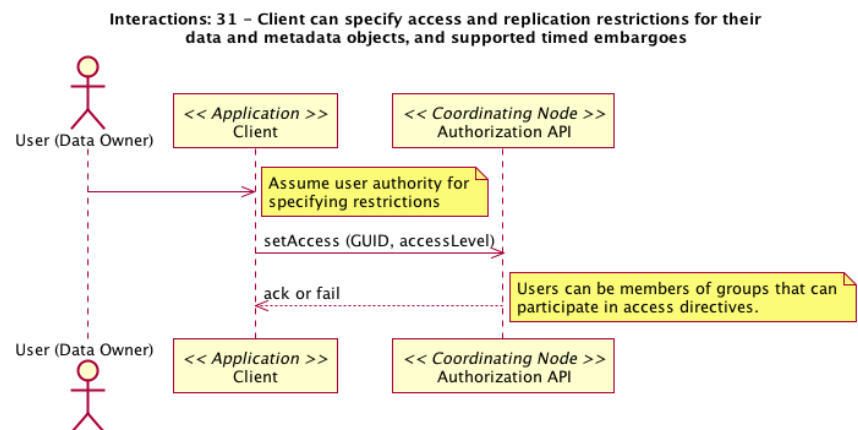 Interactions: 31 – Client can specify access and replication restrictions for their
data and metadata objects, and supported timed embargoes
User (Data Owner)
<< Application >>
Client
<< Coordinating Node >>
Authorization API
Assume user authority for
specifying restrictions
setAccess (GUID, accessLevel)
ack or fail
Users can be members of groups that can
participate in access directives.
User (Data Owner)
<< Application >>
Client
<< Coordinating Node >>
Authorization API